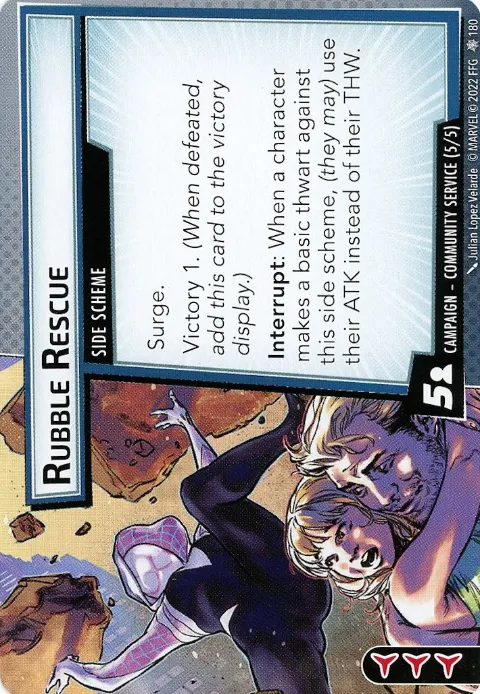 RUBBLE RESCUE
SIDE SCHEME
Surge.
Victory 1. (When defeated,
add this card to the victory
display.)
Interrupt: When a character
makes a basic thwart against
this side scheme, (they may) use
their ATK instead of their THW.
5
CAMPAIGN – COMMUNITY SERVICE (5/5)
Julian Lopez Velarde © MARVEL © 2022 FFG 180